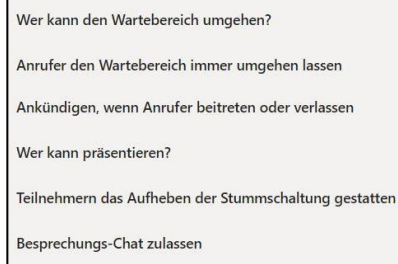 Wer kann den Wartebereich umgehen?
Anrufer den Wartebereich immer umgehen lassen
Ankündigen, wenn Anrufer beitreten oder verlassen
Wer kann präsentieren?
Teilnehmern das Aufheben der Stummschaltung gestatten
Besprechungs-Chat zulassen